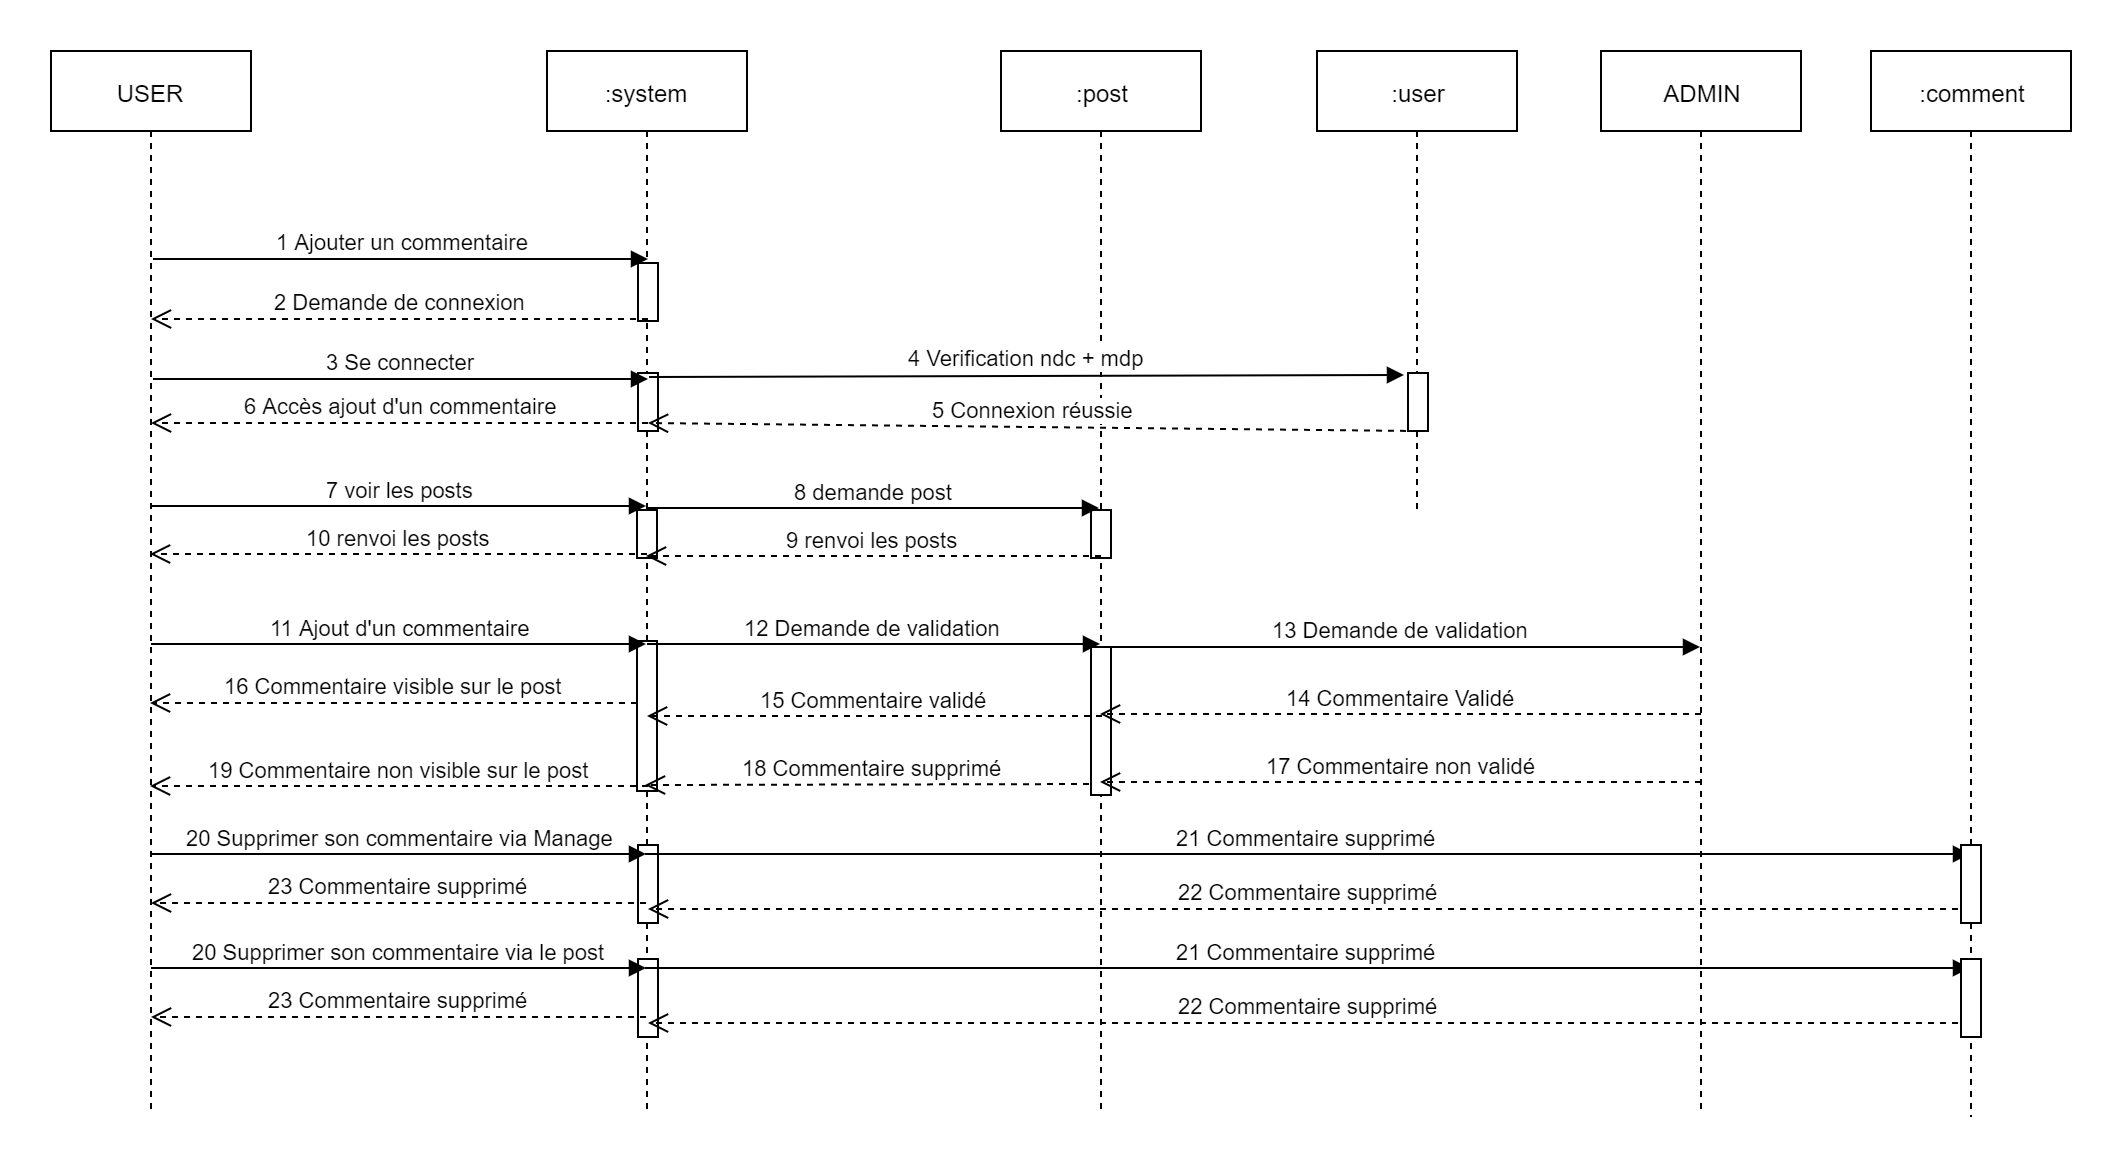 USER
:system
:post
:user
ADMIN
:comment
1 Ajouter un commentaire
2 Demande de connexion
3 Se connecter
4 Verification ndc + mdp
6 Accès ajout d'un commentaire
5 Connexion réussie
7 voir les posts
8 demande post
10 renvoi les posts
9 renvoi les posts
11 Ajout d'un commentaire
12 Demande de validation
13 Demande de validation
16 Commentaire visible sur le post
15 Commentaire validé
14 Commentaire Validé
19 Commentaire non visible sur le post
18 Commentaire supprimé
17 Commentaire non validé
20 Supprimer son commentaire via Manage
21 Commentaire supprimé
23 Commentaire supprimé
22 Commentaire supprimé
20 Supprimer son commentaire via le post
21 Commentaire supprimé
23 Commentaire supprimé
22 Commentaire supprimé